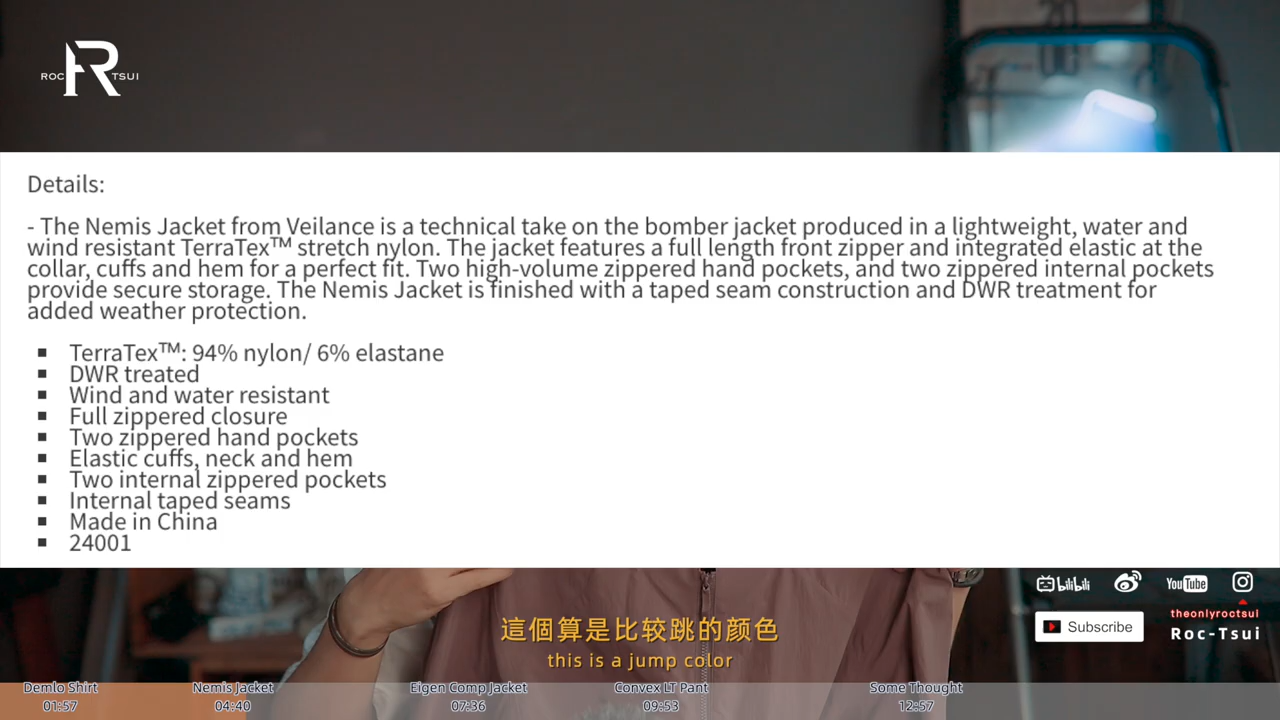 ROC R TSUI
Details:
- The Nemis Jacket from Veilance is a technical take on the bomber jacket produced in a lightweight, water and
wind resistant TerraTex™ stretch nylon. The jacket features a full length front zipper and integrated elastic at the
collar, cuffs and hem for a perfect fit. Two high-volume zippered hand pockets, and two zippered internal pockets
provide secure storage. The Nemis Jacket is finished with a taped seam construction and DWR treatment for
added weather protection.
▪ TerraTex™: 94% nylon/ 6% elastane
▪ DWR treated
▪ Wind and water resistant
▪ Full zippered closure
▪ Two zippered hand pockets
▪ Elastic cuffs, neck and hem
▪ Two internal zippered pockets
▪ Internal taped seams
▪ Made in China
▪ 24001
bilibili YouTube
theonlyroctsui
Subscribe Roc-Tsui
這個算是比较跳的颜色
this is a jump color
Demlo Shirt Nemis Jacket Eigen Comp Jacket Convex LT Pant Some Thought
01:57 04:40 07:36 09:53 12:57